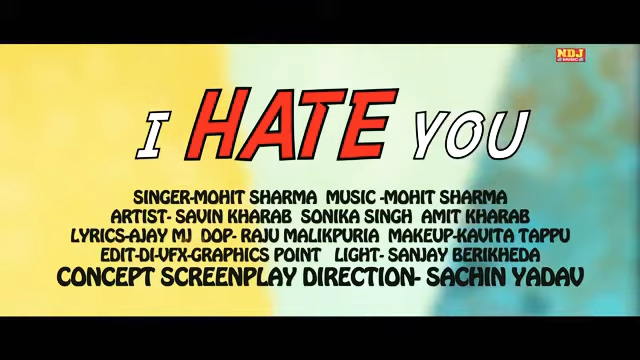 NDJ
MUSIC
I HATE YOU
SINGER-MOHIT SHARMA MUSIC -MOHIT SHARMA
ARTIST- SAVIN KHARAB SONIKA SINGH AMIT KHARAB
LYRICS-AJAY MJ DOP- RAJU MALIKPURIA MAKEUP-KAVITA TAPPU
EDIT-DI-VFX-GRAPHICS POINT LIGHT- SANJAY BERIKHEDA
CONCEPT SCREENPLAY DIRECTION- SACHIN YADAV